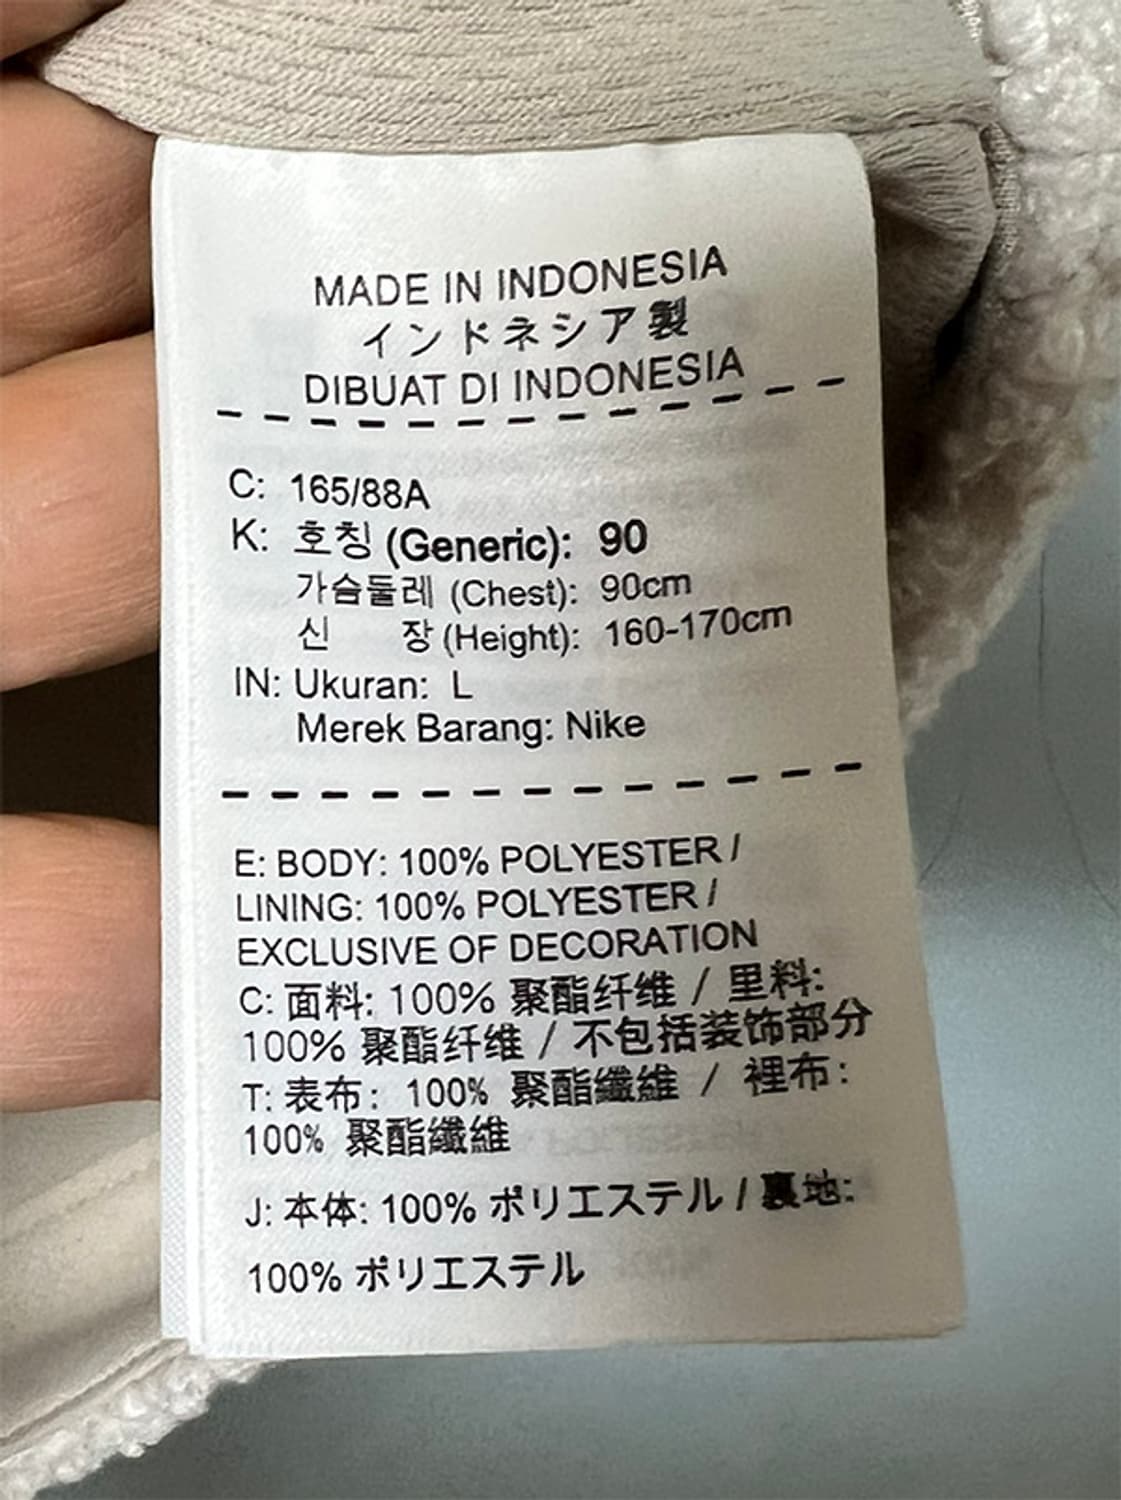 MADE IN INDONESIA
インドネシア製
DIBUAT DI INDONESIA
C: 165/88A
K: 호칭 (Generic): 90
가슴둘레 (Chest): 90cm
신 장 (Height): 160-170cm
IN: Ukuran: L
Merek Barang: Nike
E: BODY: 100% POLYESTER /
LINING: 100% POLYESTER /
EXCLUSIVE OF DECORATION
C: 面料: 100% 聚酯纤维 / 里料:
100% 聚酯纤维 / 不包括装饰部分
T: 表布: 100% 聚酯纖維 / 裡布:
100% 聚酯纖維
J: 本体: 100% ポリエステル / 裏地:
100% ポリエステル